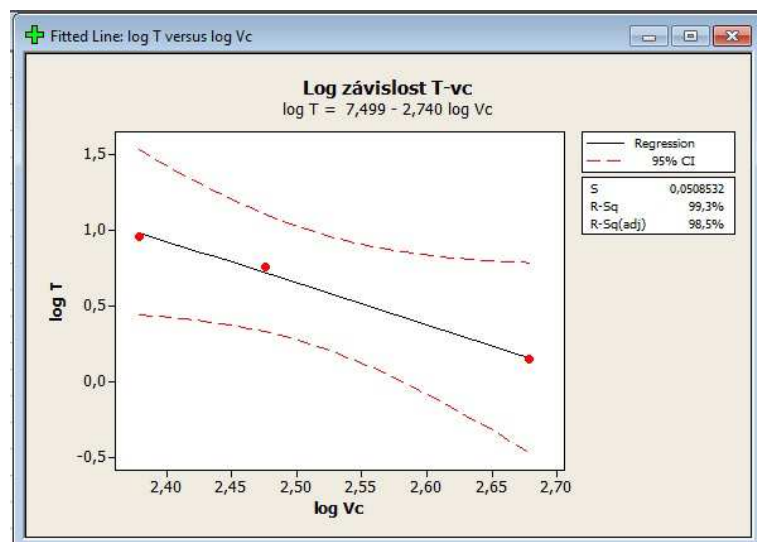 Fitted Line: log T versus log Vc
Log závislost T-vc
log T = 7,499 - 2,740 log Vc
Regression
95% CI
S 0,0508532
R-Sq 99,3%
R-Sq(adj) 98,5%
log T
1,5
1,0
0,5
0,0
-0,5
2,40 2,45 2,50 2,55 2,60 2,65 2,70
log Vc